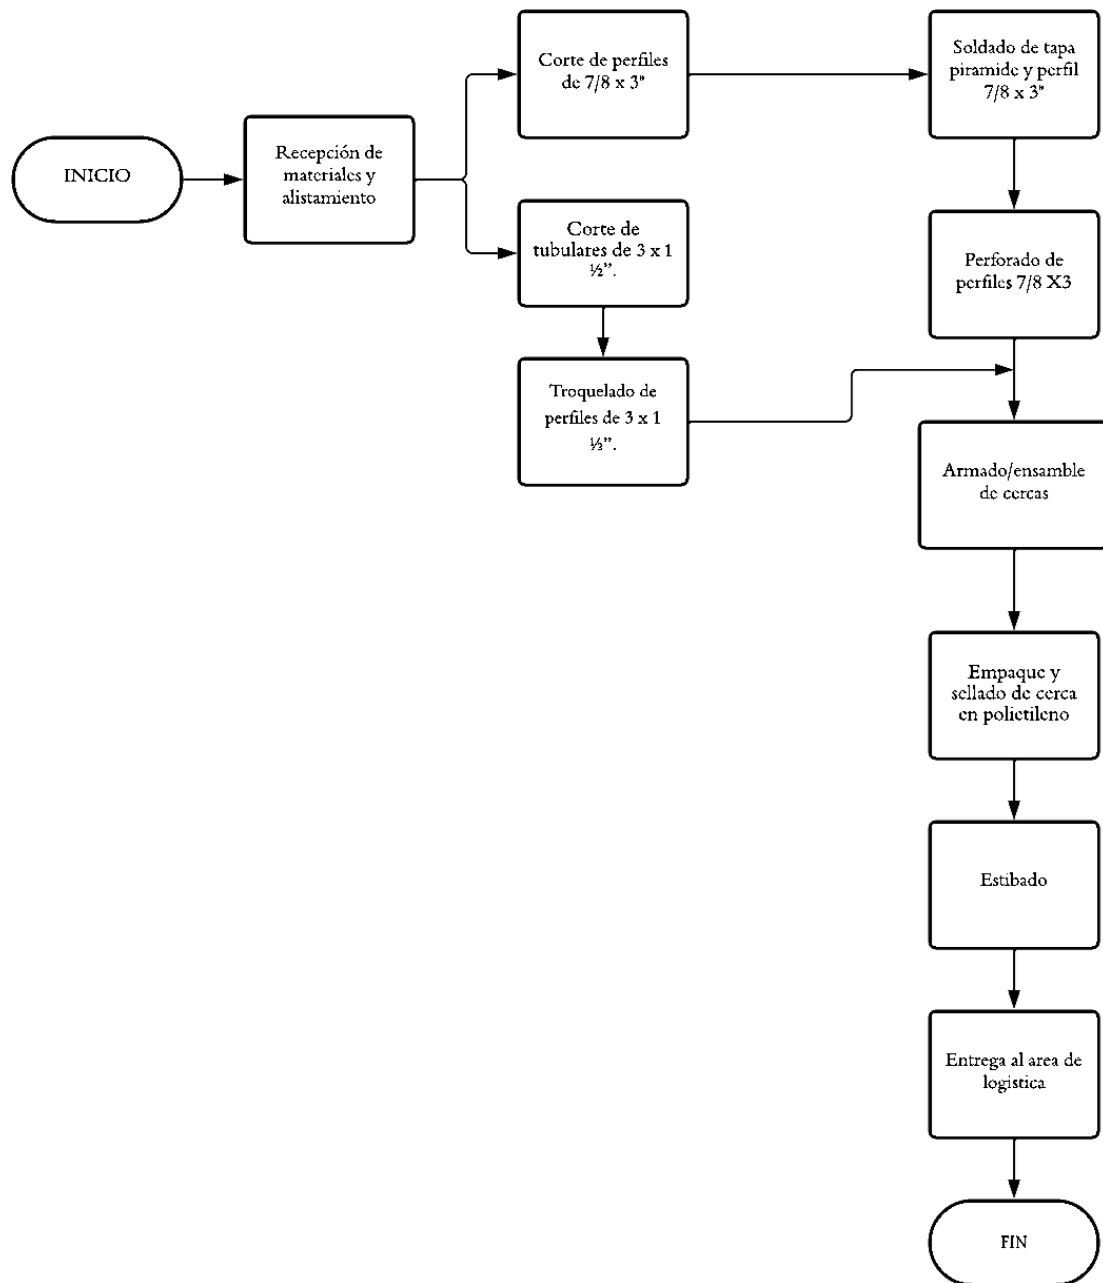 INICIO
Recepción de
materiales y
alistamiento
Corte de perfiles
de 7/8 x 3"
Soldado de tapa
piramide y perfil
7/8 x 3"
Corte de
tubulares de 3 x 1
½”.
Perforado de
perfiles 7/8 X3
Troquelado de
perfiles de 3 x 1
½”.
Armado/ensamble
de cercas
Empaque y
sellado de cerca
en polietileno
Estibado
Entrega al area de
logistica
FIN